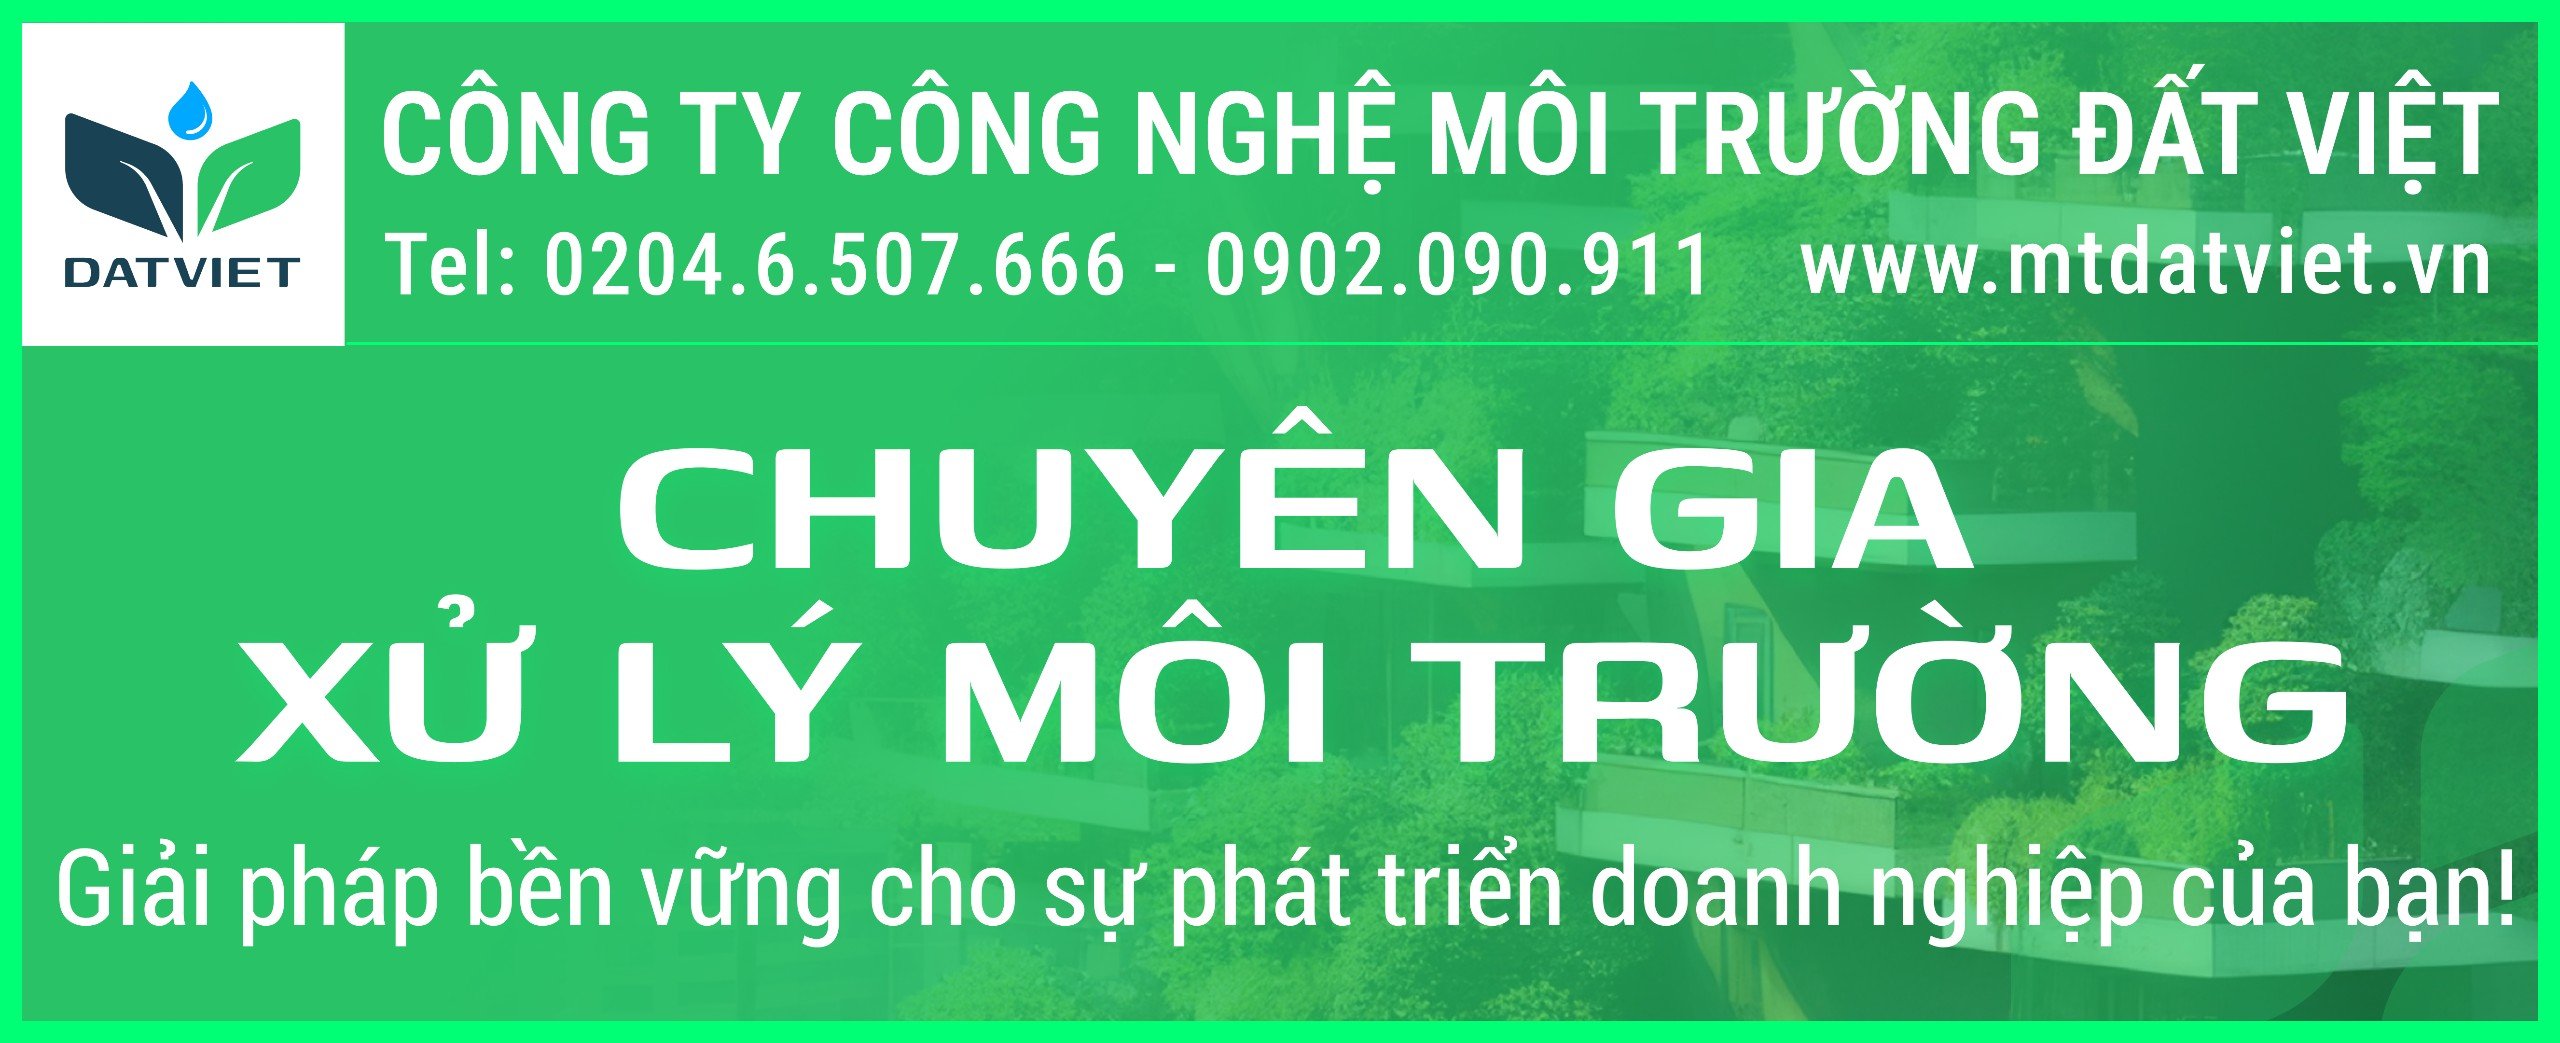 DATVIET
CÔNG TY CÔNG NGHỆ MÔI TRƯỜNG ĐẤT VIỆT
Tel: 0204.6.507.666 - 0902.090.911 www.mtdatviet.vn
CHUYÊN GIA
XỬ LÝ MÔI TRƯỜNG
Giải pháp bền vững cho sự phát triển doanh nghiệp của bạn!